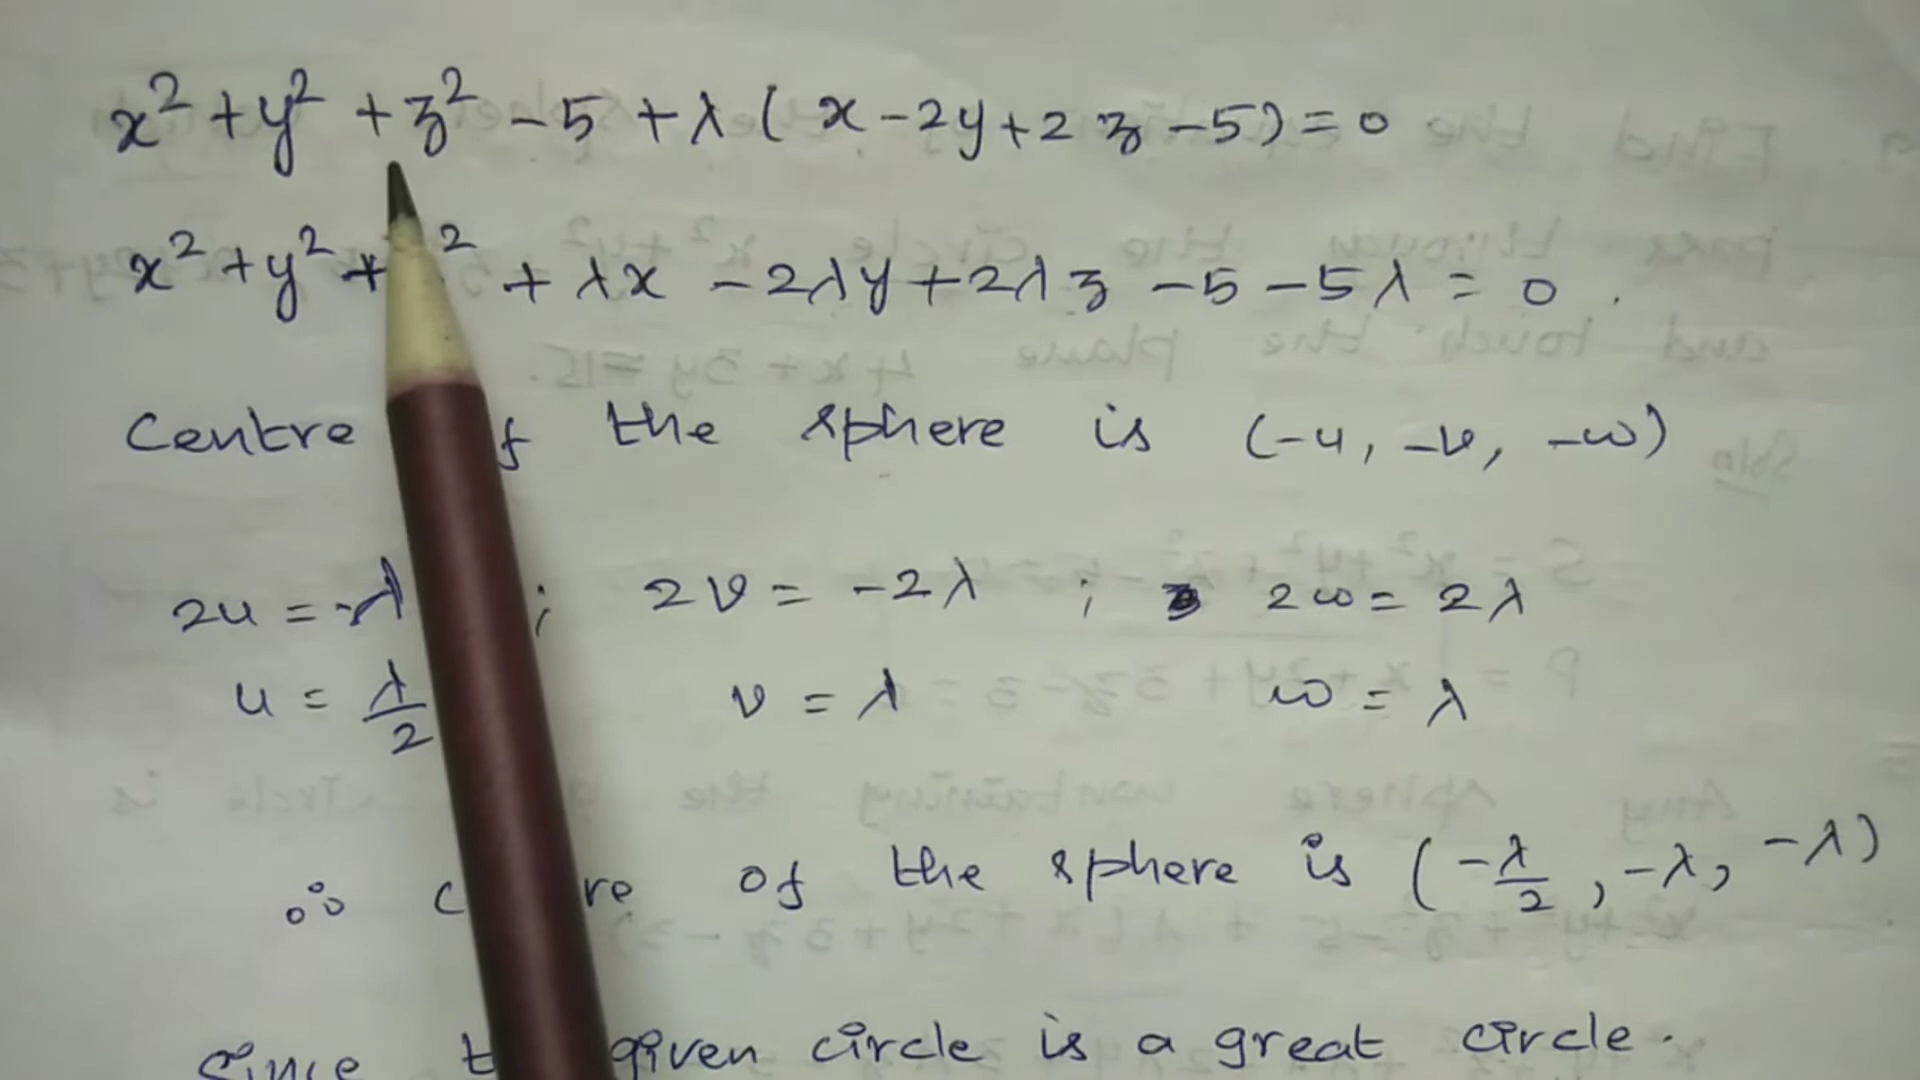 x² + y² + z² - 5 + λ ( x - 2y + 2z - 5) = 0
x² + y² + ² + λx - 2λy + 2λz - 5 - 5λ = 0 .
Centre f the sphere is (-u, -v, -w)
2u = -λ ; 2v = -2λ ; 2w = 2λ
u = λ/2 v = λ w = λ
∴ of the sphere is ( -λ/2 , -λ, -λ)
Since given circle is a great circle.